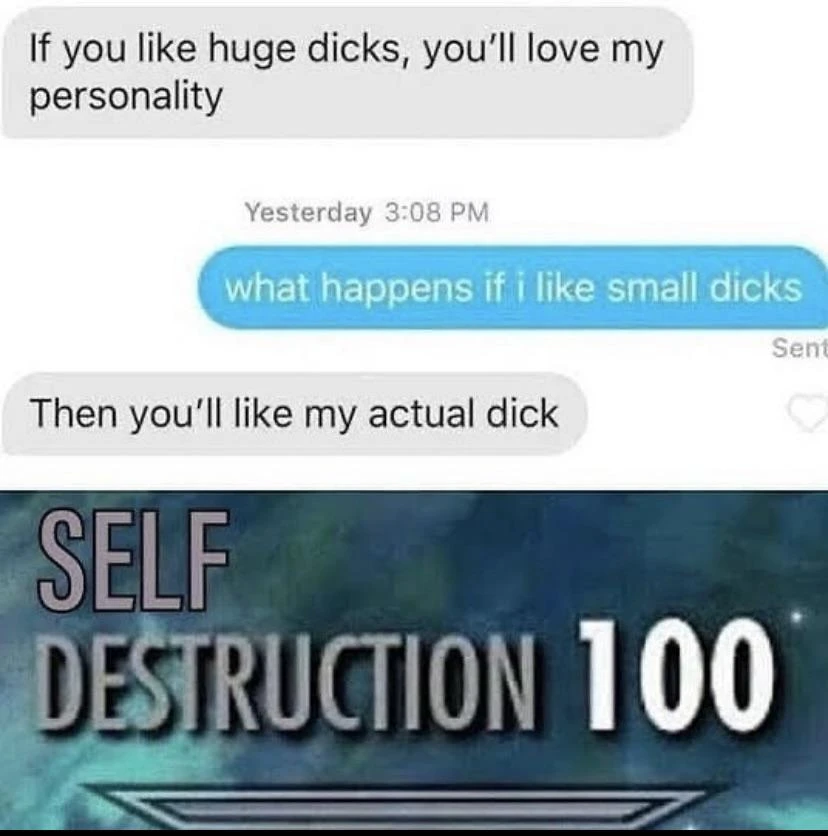 If you like huge dicks, you'll love my
personality
Yesterday 3:08 PM
what happens if i like small dicks
Sent
Then you'll like my actual dick
SELF
DESTRUCTION 100